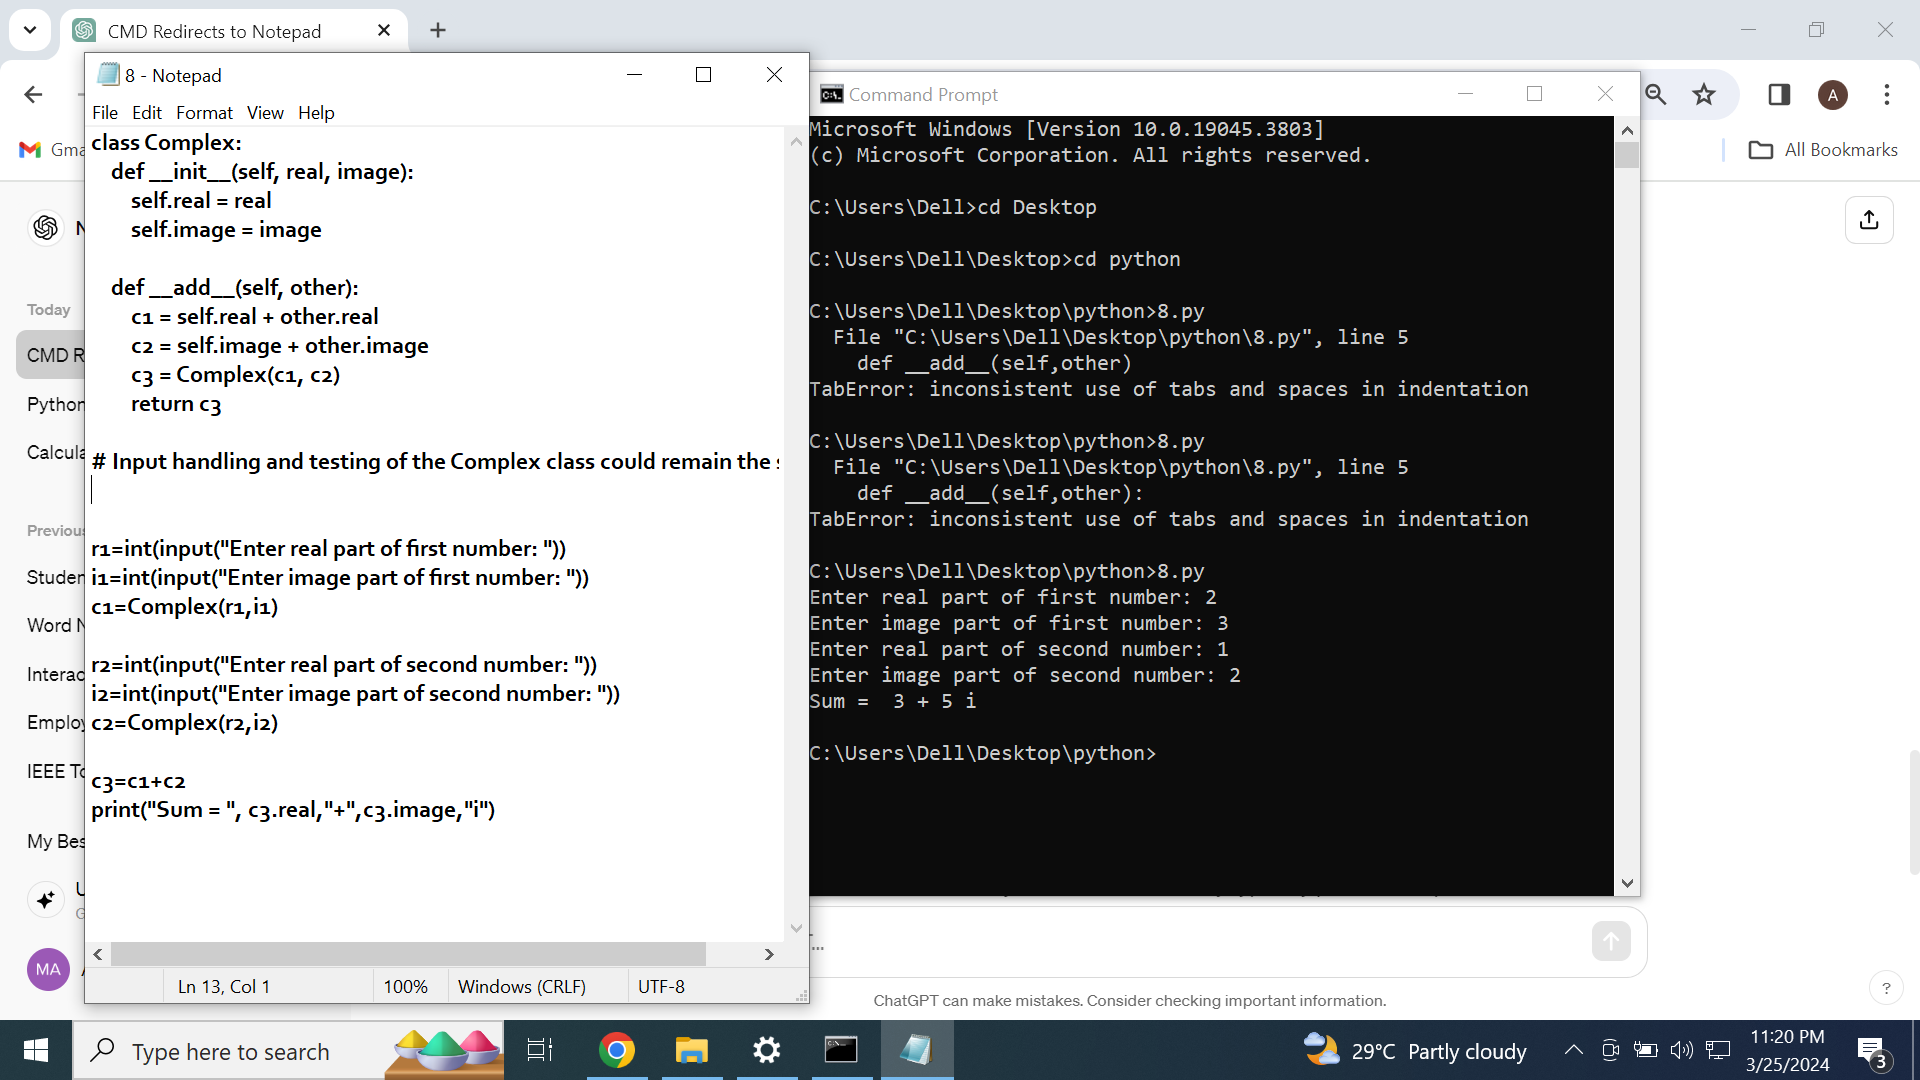 CMD Redirects to Notepad
8 - Notepad
File Edit Format View Help
class Complex:
    def __init__(self, real, image):
        self.real = real
        self.image = image
    def __add__(self, other):
        c1 = self.real + other.real
        c2 = self.image + other.image
        c3 = Complex(c1, c2)
        return c3
# Input handling and testing of the Complex class could remain the
r1=int(input("Enter real part of first number: "))
i1=int(input("Enter image part of first number: "))
c1=Complex(r1,i1)
r2=int(input("Enter real part of second number: "))
i2=int(input("Enter image part of second number: "))
c2=Complex(r2,i2)
c3=c1+c2
print("Sum = ", c3.real,"+",c3.image,"i")
Ln 13, Col 1
100%
Windows (CRLF)
UTF-8
Command Prompt
Microsoft Windows [Version 10.0.19045.3803]
(c) Microsoft Corporation. All rights reserved.
C:\Users\Dell>cd Desktop
C:\Users\Dell\Desktop>cd python
C:\Users\Dell\Desktop\python>8.py
  File "C:\Users\Dell\Desktop\python\8.py", line 5
    def __add__(self,other)
TabError: inconsistent use of tabs and spaces in indentation
C:\Users\Dell\Desktop\python>8.py
  File "C:\Users\Dell\Desktop\python\8.py", line 5
    def __add__(self,other):
TabError: inconsistent use of tabs and spaces in indentation
C:\Users\Dell\Desktop\python>8.py
Enter real part of first number: 2
Enter image part of first number: 3
Enter real part of second number: 1
Enter image part of second number: 2
Sum =  3 + 5 i
C:\Users\Dell\Desktop\python>
A
All Bookmarks
Gma
Today
CMD R
Python
Calcula
Previou
Studen
Word N
Interac
Employ
IEEE To
My Bes
MA
ChatGPT can make mistakes. Consider checking important information.
?
Type here to search
29°C Partly cloudy
11:20 PM
3/25/2024
3